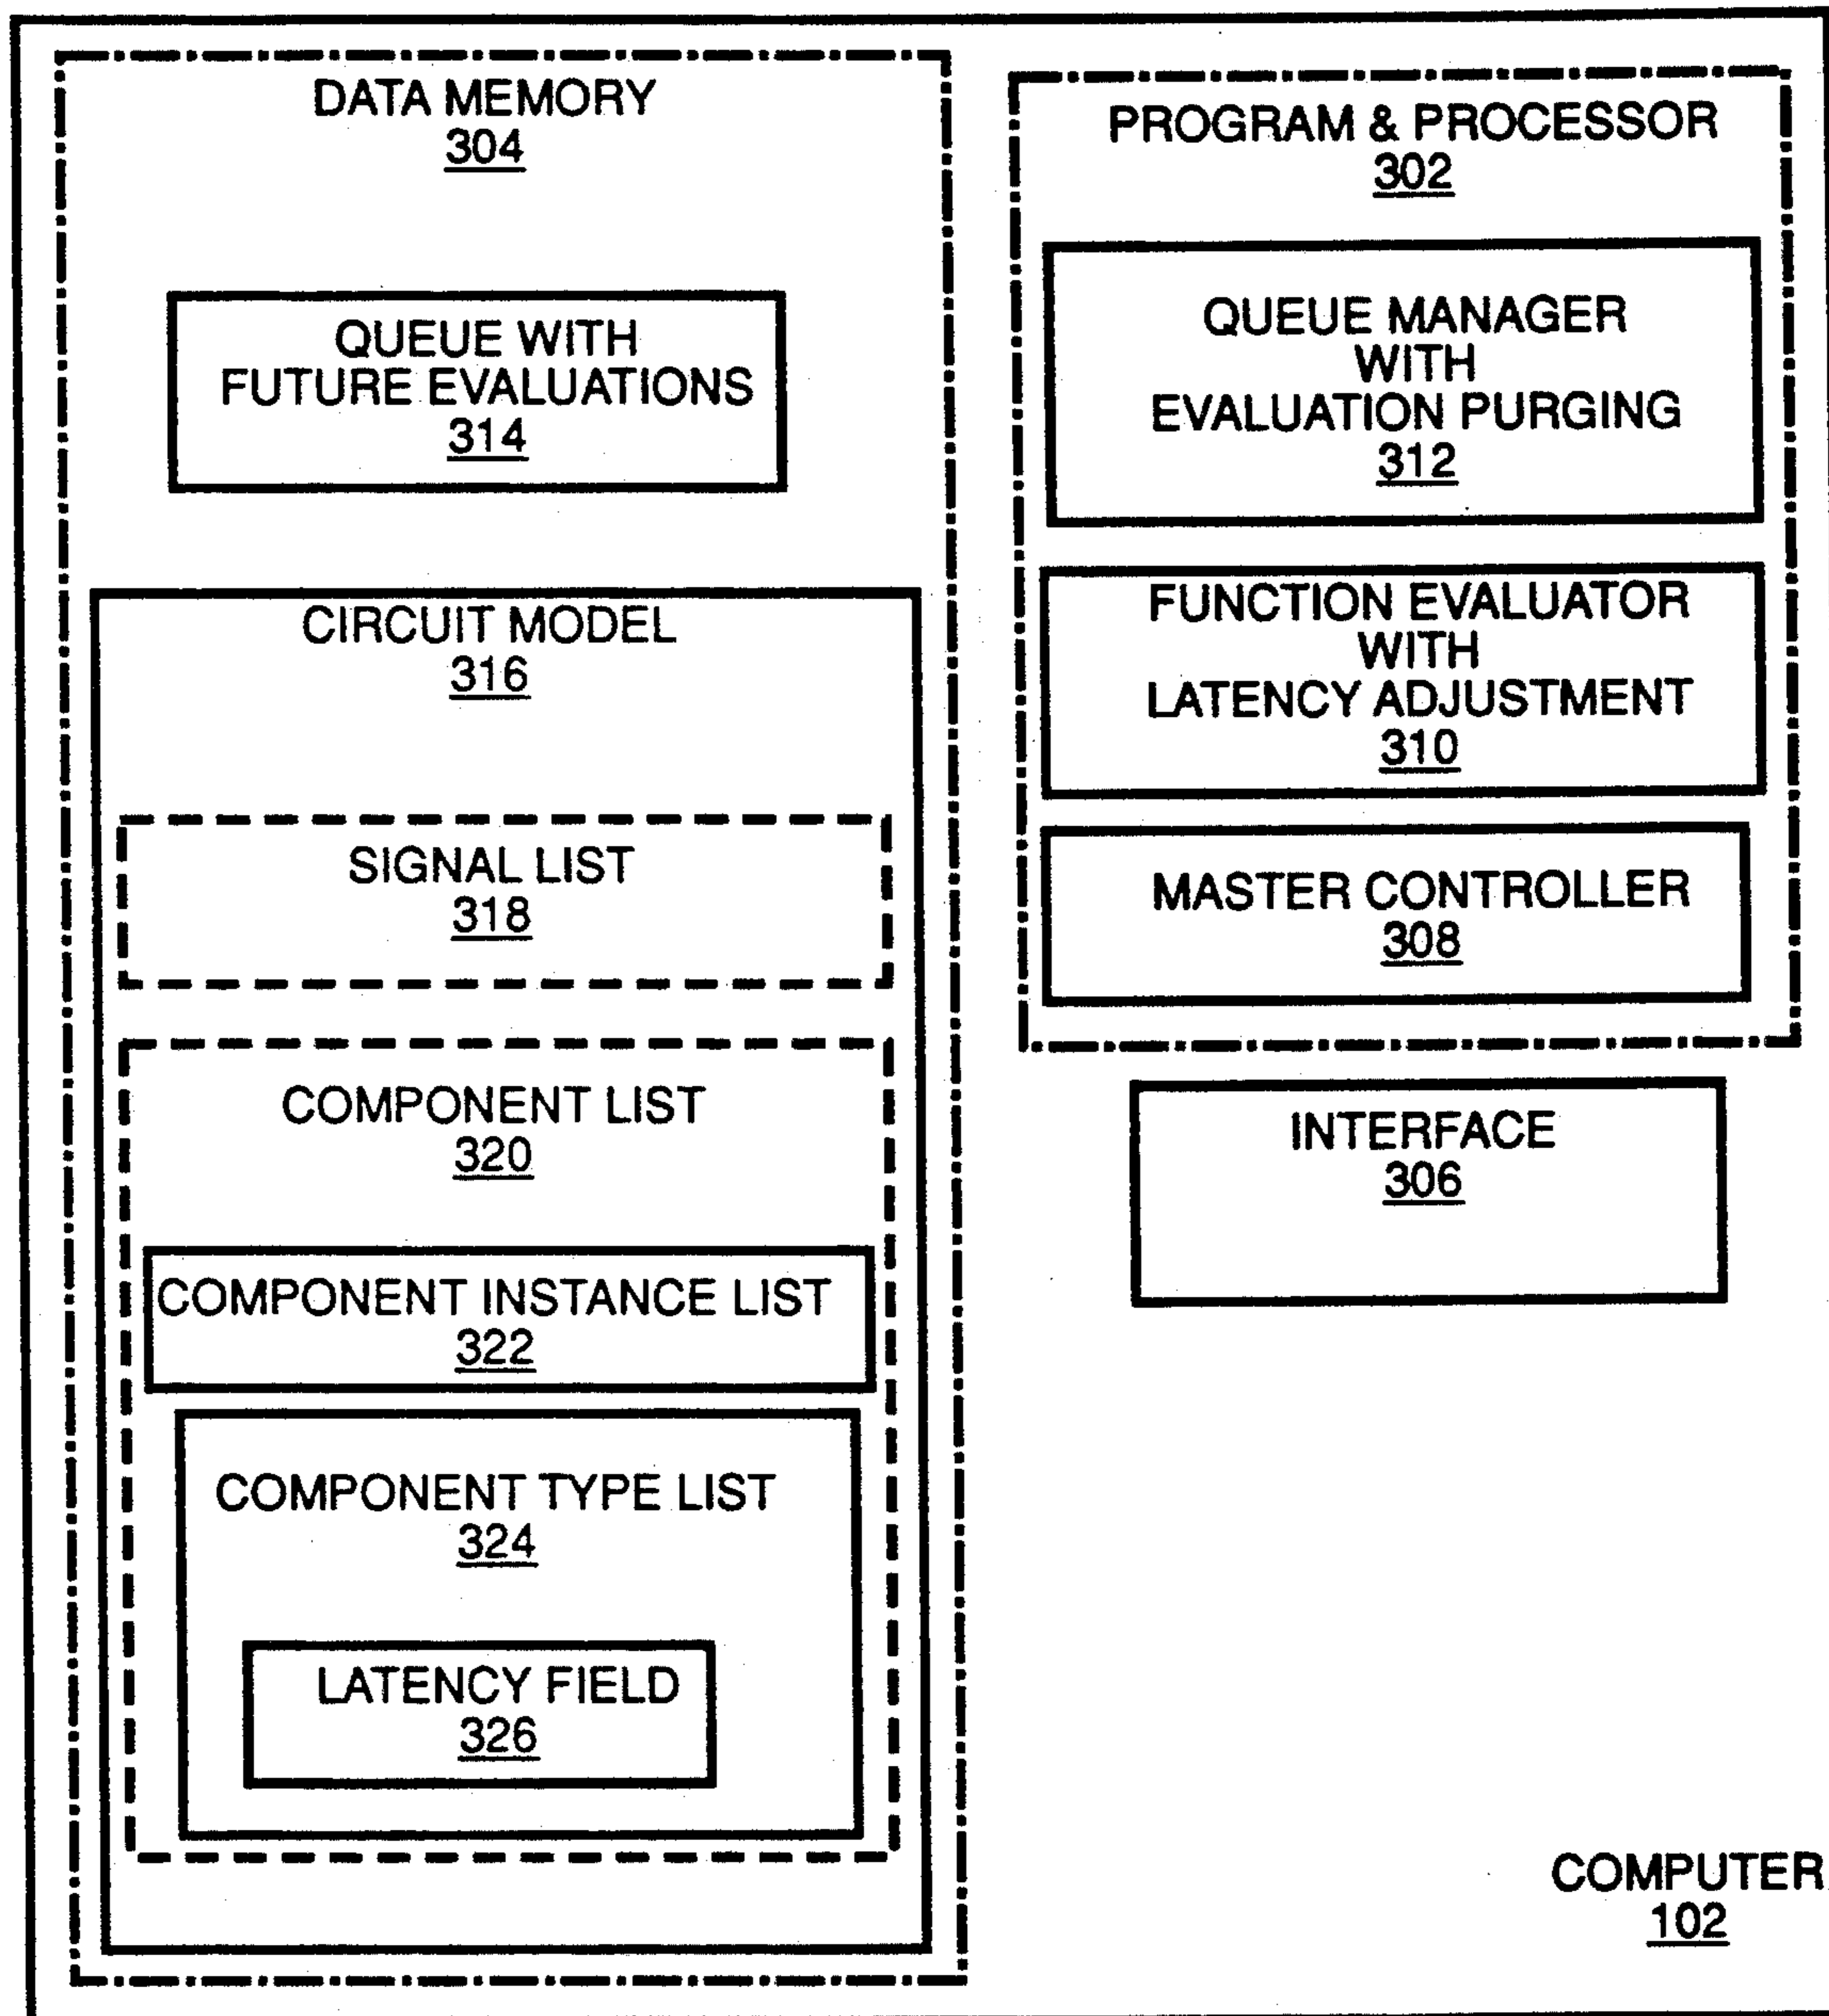 DATA MEMORY
304
QUEUE WITH
FUTURE EVALUATIONS
314
CIRCUIT MODEL
316
SIGNAL LIST
318
COMPONENT LIST
320
COMPONENT INSTANCE LIST
322
COMPONENT TYPE LIST
324
LATENCY FIELD
326
PROGRAM & PROCESSOR
302
QUEUE MANAGER
WITH
EVALUATION PURGING
312
FUNCTION EVALUATOR
WITH
LATENCY ADJUSTMENT
310
MASTER CONTROLLER
308
INTERFACE
306
COMPUTER
102